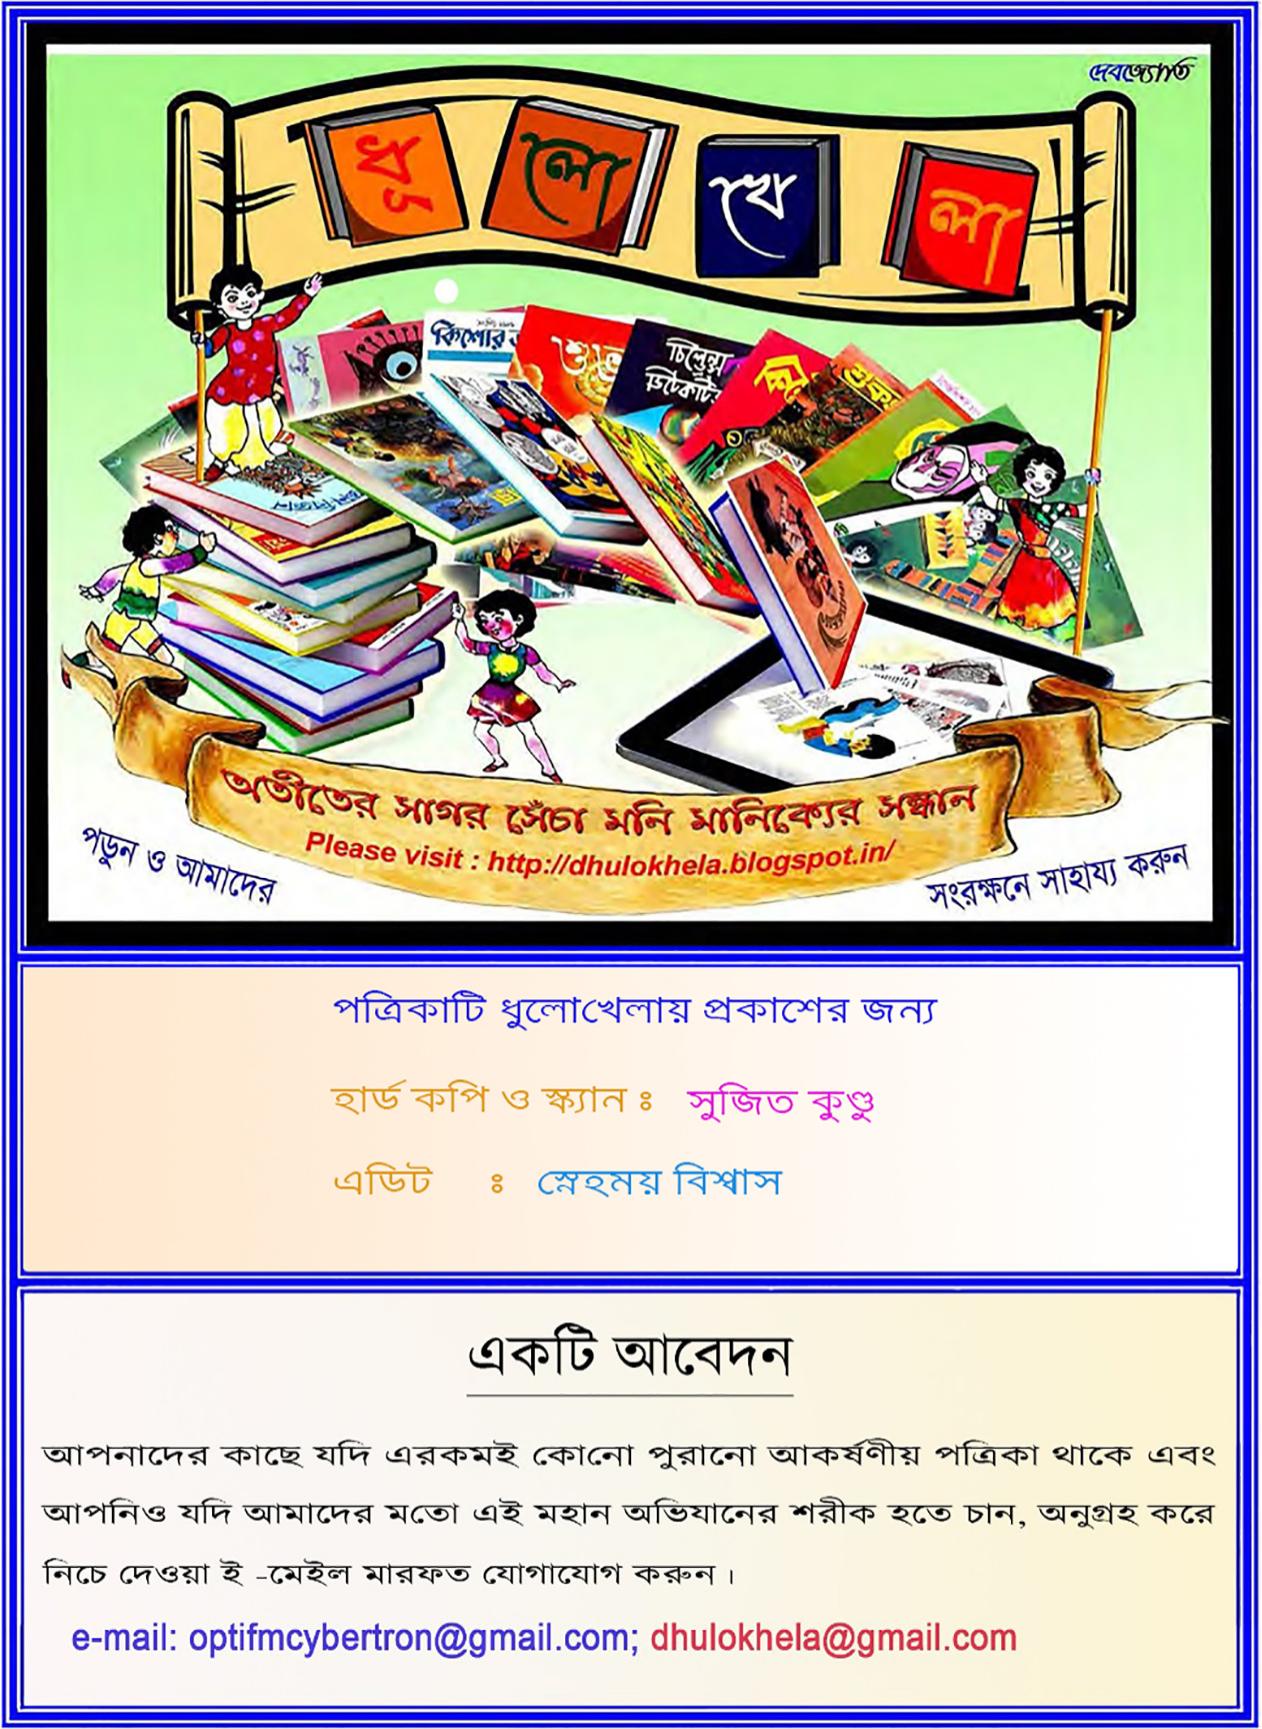 দেবজ্যোতি
ধূলোখেলা
কিশোর
শুক
অতীতের সাগর সেঁচা মনি মানিক্যের সন্ধান
Please visit : http://dhulokhela.blogspot.in/
পড়ুন ও আমাদের
সংরক্ষনে সাহায্য করুন
পত্রিকাটি ধুলোখেলায় প্রকাশের জন্য
হার্ড কপি ও স্ক্যান ঃ সুজিত কুণ্ডু
এডিট ঃ স্নেহময় বিশ্বাস
একটি আবেদন
আপনাদের কাছে যদি এরকমই কোনো পুরানো আকর্ষণীয় পত্রিকা থাকে এবং
আপনিও যদি আমাদের মতো এই মহান অভিযানের শরীক হতে চান, অনুগ্রহ করে
নিচে দেওয়া ই -মেইল মারফত যোগাযোগ করুন।
e-mail: optifmcybertron@gmail.com; dhulokhela@gmail.com